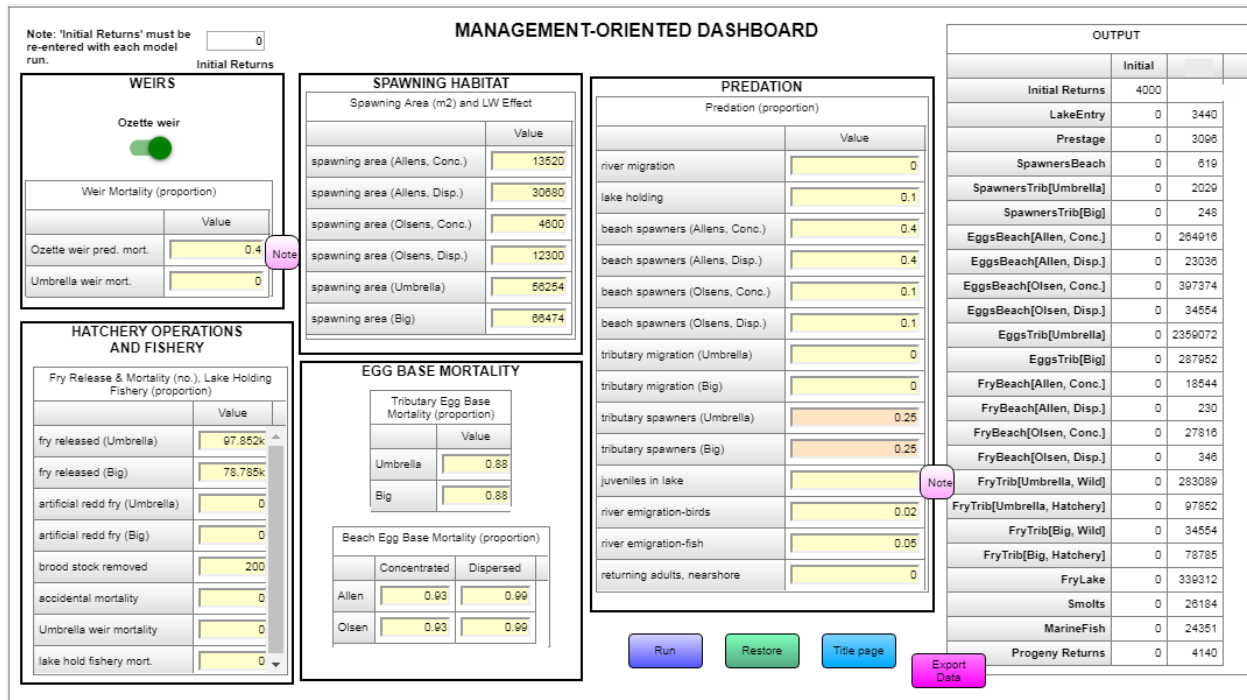 MANAGEMENT-ORIENTED DASHBOARD
Note: 'Initial Returns' must be
re-entered with each model
run.
0
Initial Returns
WEIRS
Ozette weir
Weir Mortality (proportion)
Value
Ozette weir pred. mort. 0.4
Umbrella weir mort. 0
Note
HATCHERY OPERATIONS
AND FISHERY
Fry Release & Mortality (no.), Lake Holding
Fishery (proportion)
Value
fry released (Umbrella) 97.852k
fry released (Big) 78.785k
artificial redd fry (Umbrella) 0
artificial redd fry (Big) 0
brood stock removed 200
accidental mortality 0
Umbrella weir mortality 0
lake hold fishery mort. 0
SPAWNING HABITAT
Spawning Area (m2) and LW Effect
Value
spawning area (Allens, Conc.) 13520
spawning area (Allens, Disp.) 30680
spawning area (Olsens, Conc.) 4600
spawning area (Olsens, Disp.) 12300
spawning area (Umbrella) 56254
spawning area (Big) 66474
EGG BASE MORTALITY
Tributary Egg Base
Mortality (proportion)
Value
Umbrella 0.88
Big 0.88
Beach Egg Base Mortality (proportion)
Concentrated Dispersed
Allen 0.93 0.99
Olsen 0.93 0.99
PREDATION
Predation (proportion)
Value
river migration 0
lake holding 0.1
beach spawners (Allens, Conc.) 0.4
beach spawners (Allens, Disp.) 0.4
beach spawners (Olsens, Conc.) 0.1
beach spawners (Olsens, Disp.) 0.1
tributary migration (Umbrella) 0
tributary migration (Big) 0
tributary spawners (Umbrella) 0.25
tributary spawners (Big) 0.25
juveniles in lake
river emigration-birds 0.02
river emigration-fish 0.05
returning adults, nearshore 0
Note
Run
Restore
Title page
Export
Data
OUTPUT
Initial
Initial Returns 4000
LakeEntry 0 3440
Prestage 0 3096
SpawnersBeach 0 619
SpawnersTrib[Umbrella] 0 2029
SpawnersTrib[Big] 0 248
EggsBeach[Allen, Conc.] 0 264916
EggsBeach[Allen, Disp.] 0 23036
EggsBeach[Olsen, Conc.] 0 397374
EggsBeach[Olsen, Disp.] 0 34554
EggsTrib[Umbrella] 0 2359072
EggsTrib[Big] 0 287952
FryBeach[Allen, Conc.] 0 18544
FryBeach[Allen, Disp.] 0 230
FryBeach[Olsen, Conc.] 0 27816
FryBeach[Olsen, Disp.] 0 346
FryTrib[Umbrella, Wild] 0 283089
FryTrib[Umbrella, Hatchery] 0 97852
FryTrib[Big, Wild] 0 34554
FryTrib[Big, Hatchery] 0 78785
FryLake 0 339312
Smolts 0 26184
MarineFish 0 24351
Progeny Returns 0 4140